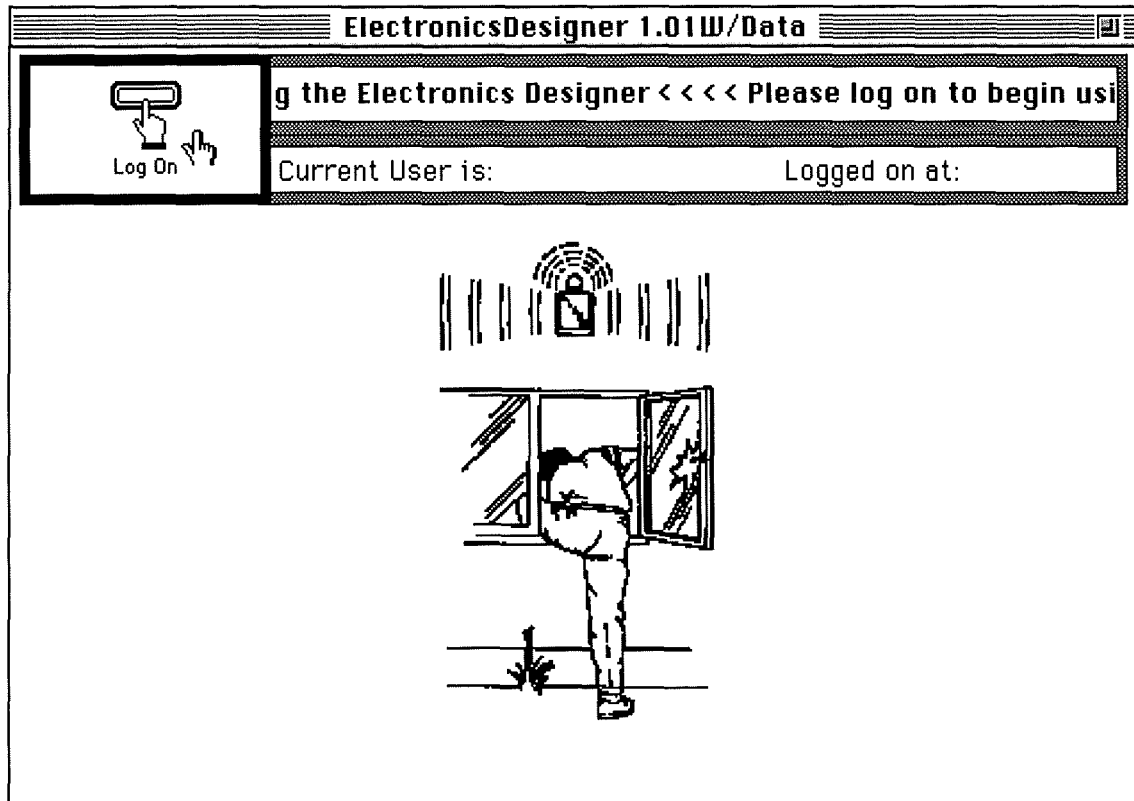 ElectronicsDesigner 1.01W/Data
g the Electronics Designer < < < < Please log on to begin usi
Log On
Current User is: Logged on at: